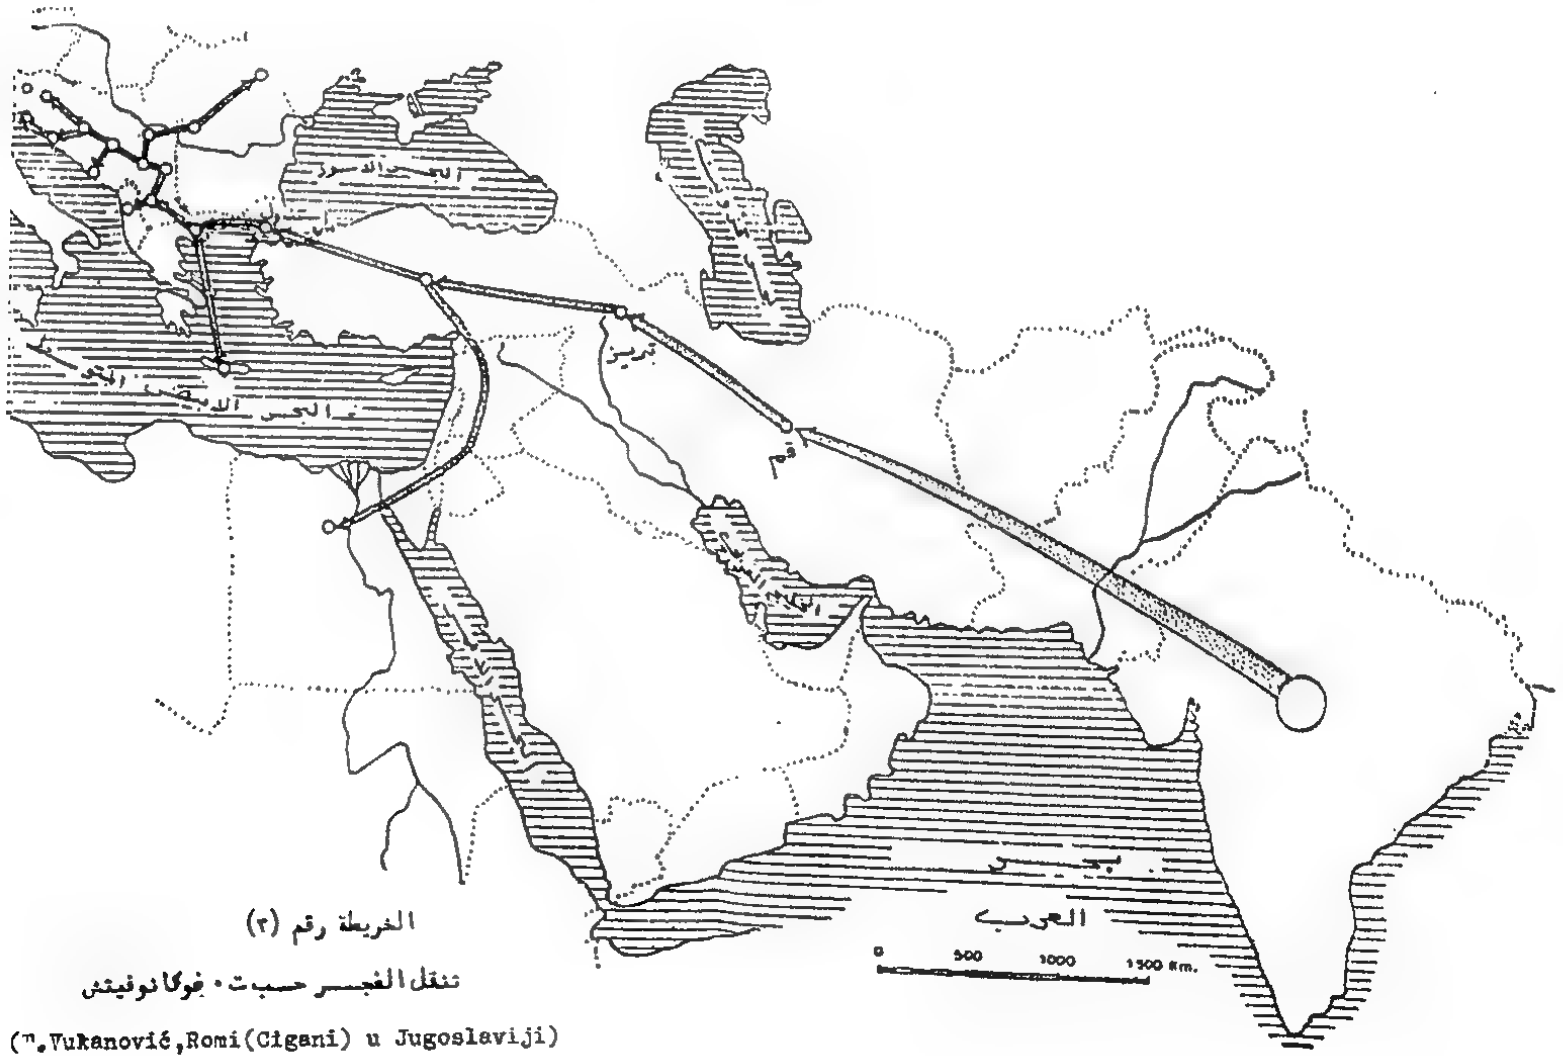 البحر الاسود
تبريز
البحر الابيض
قم
بحر
العرب
0 500 1000 1500 Km.
الخريطة رقم (٣)
تنقل الغجر حسب ت. فوكانوفيتش
(T.Vukanović,Romi(Cigani) u Jugoslaviji)